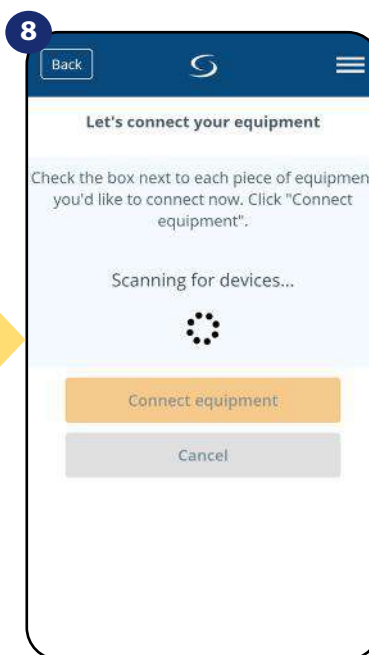 8
Back
Let's connect your equipment
Check the box next to each piece of equipmen
you'd like to connect now. Click "Connect
equipment".
Scanning for devices...
Connect equipment
Cancel